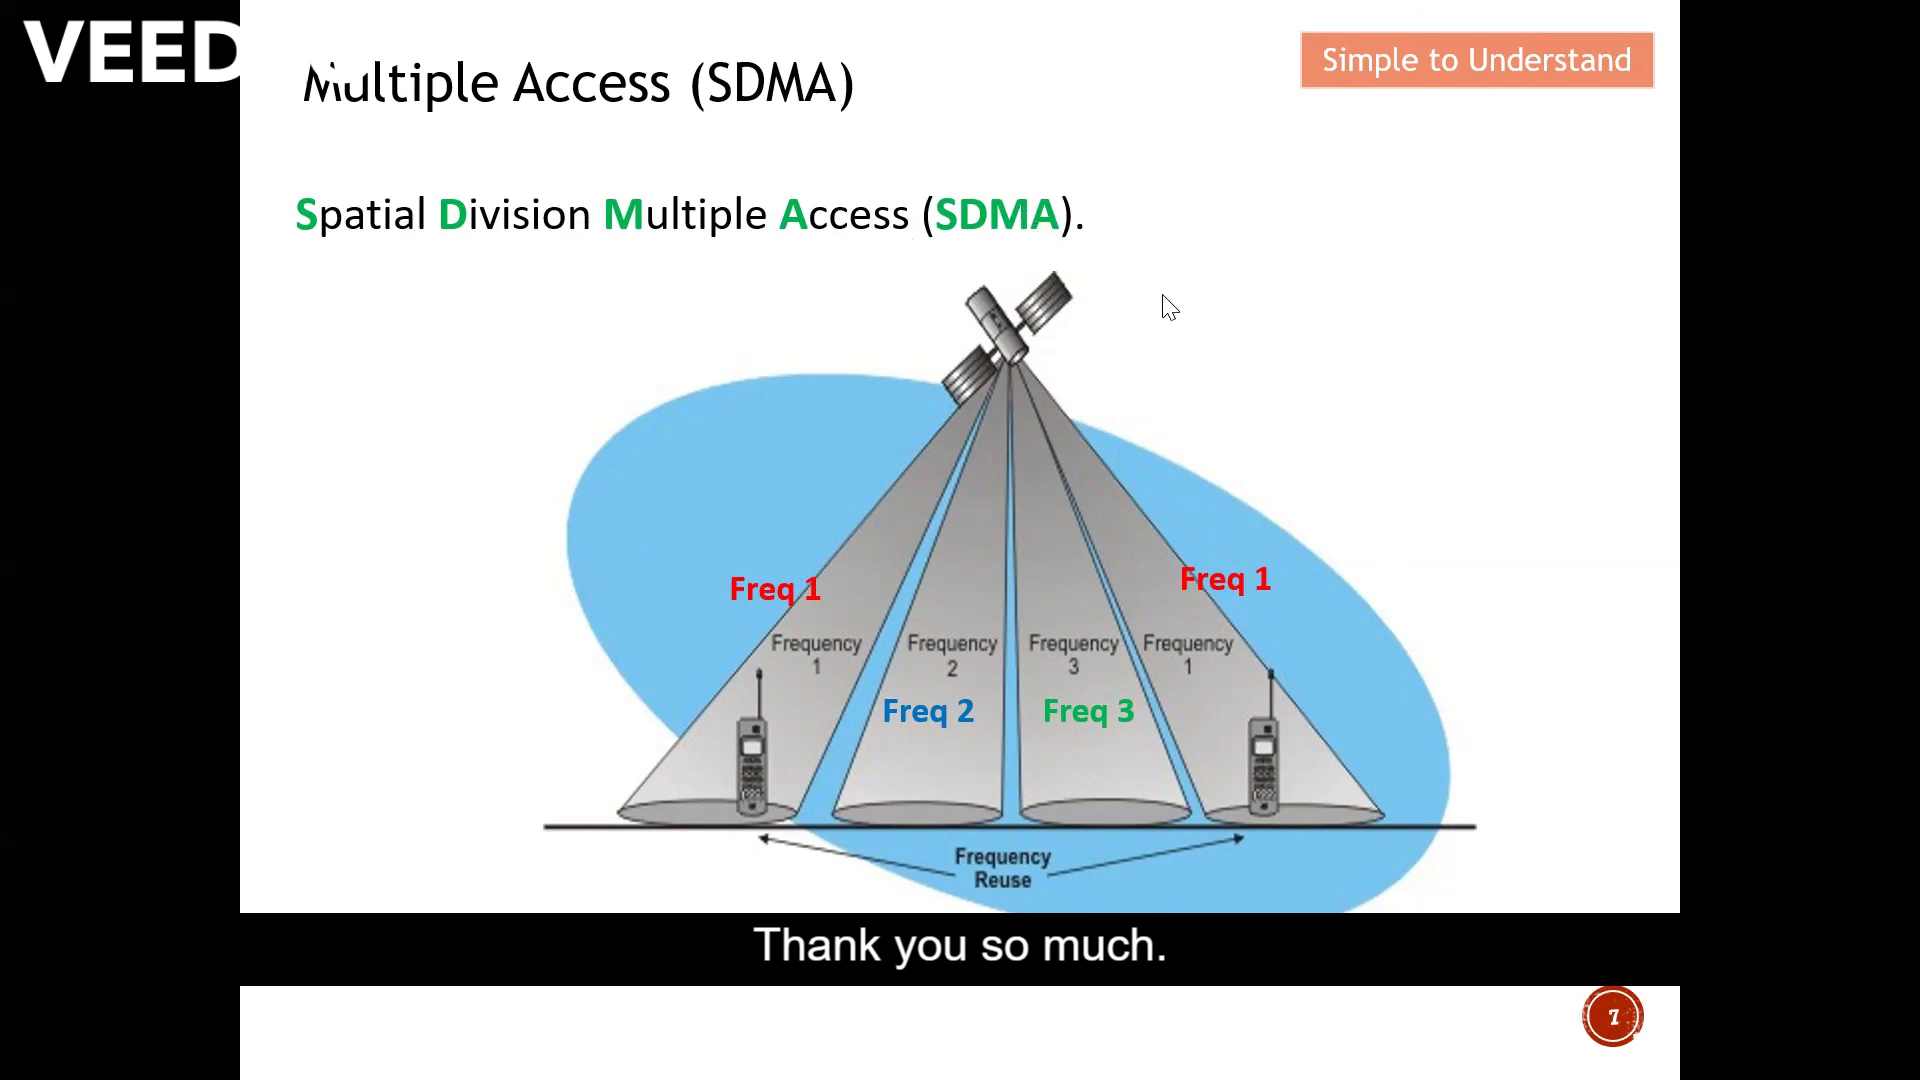 VEED
Multiple Access (SDMA)
Simple to Understand
Spatial Division Multiple Access (SDMA).
Freq 1
Freq 1
Frequency
1
Frequency
2
Frequency
3
Frequency
1
Freq 2
Freq 3
Frequency
Reuse
Thank you so much.
7